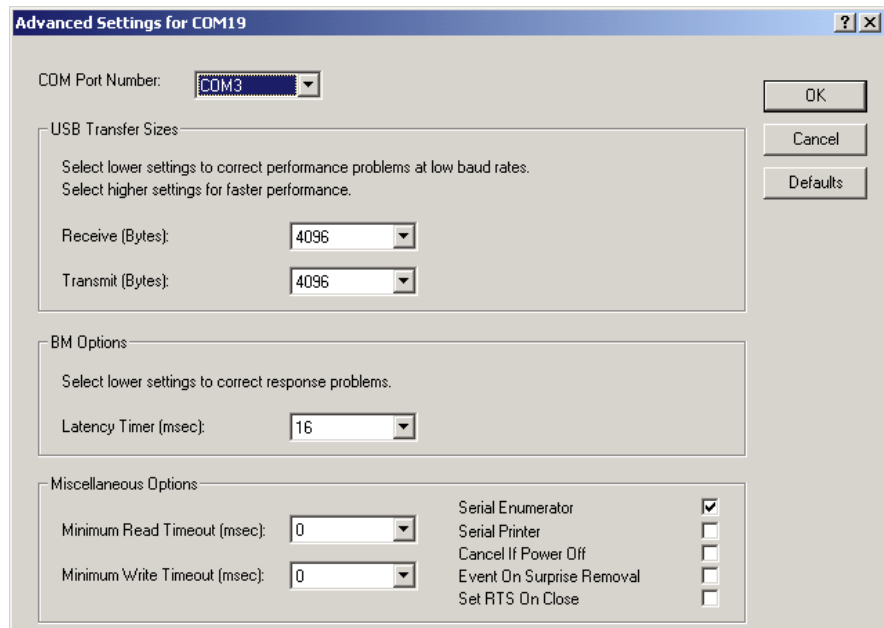 Advanced Settings for COM19
COM Port Number:
COM3
OK
Cancel
Defaults
USB Transfer Sizes
Select lower settings to correct performance problems at low baud rates.
Select higher settings for faster performance.
Receive (Bytes):
4096
Transmit (Bytes):
4096
BM Options
Select lower settings to correct response problems.
Latency Timer (msec):
16
Miscellaneous Options
Minimum Read Timeout (msec):
0
Minimum Write Timeout (msec):
0
Serial Enumerator
Serial Printer
Cancel If Power Off
Event On Surprise Removal
Set RTS On Close